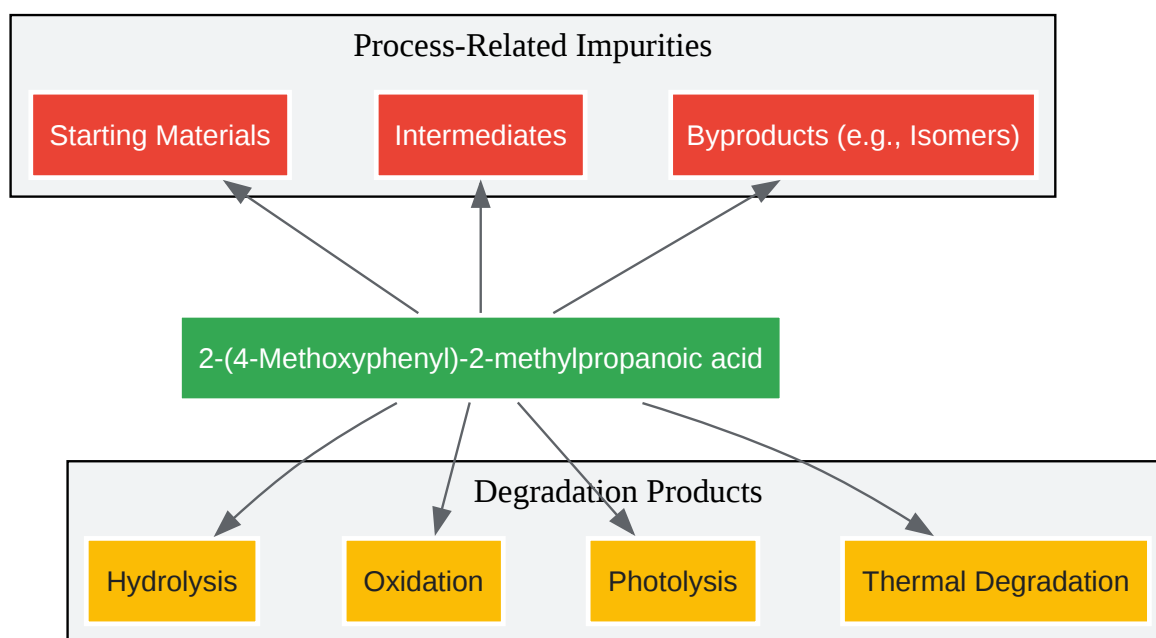 Process-Related Impurities
Starting Materials
Intermediates
Byproducts (e.g., Isomers)
2-(4-Methoxyphenyl)-2-methylpropanoic acid
Degradation Products
Hydrolysis
Oxidation
Photolysis
Thermal Degradation